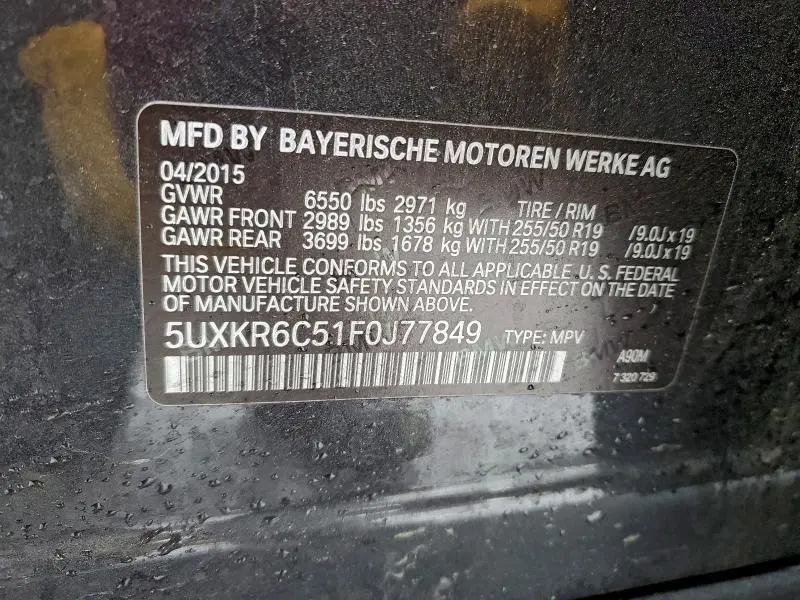 MFD BY BAYERISCHE MOTOREN WERKE AG
04/2015
GVWR 6550 lbs 2971 kg TIRE / RIM
GAWR FRONT 2989 lbs 1356 kg WITH 255/50 R19 /9.0J x 19
GAWR REAR 3699 lbs 1678 kg WITH 255/50 R19 /9.0J x 19
THIS VEHICLE CONFORMS TO ALL APPLICABLE U.S. FEDERAL
MOTOR VEHICLE SAFETY STANDARDS IN EFFECT ON THE DATE
OF MANUFACTURE SHOWN ABOVE.
5UXKR6C51F0J77849 TYPE: MPV
A90M
7 320 729